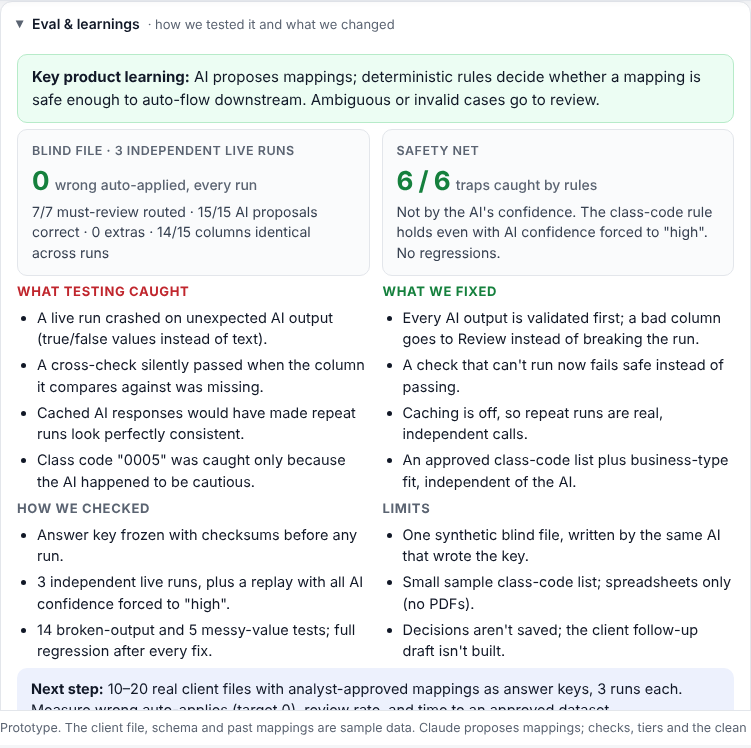 ▼ Eval & learnings · how we tested it and what we changed
Key product learning: AI proposes mappings; deterministic rules decide whether a mapping is
safe enough to auto-flow downstream. Ambiguous or invalid cases go to review.
BLIND FILE · 3 INDEPENDENT LIVE RUNS
0 wrong auto-applied, every run
7/7 must-review routed · 15/15 AI proposals
correct · 0 extras · 14/15 columns identical
across runs
SAFETY NET
6 / 6 traps caught by rules
Not by the AI's confidence. The class-code rule
holds even with AI confidence forced to "high".
No regressions.
WHAT TESTING CAUGHT
• A live run crashed on unexpected AI output
(true/false values instead of text).
• A cross-check silently passed when the column
it compares against was missing.
• Cached AI responses would have made repeat
runs look perfectly consistent.
• Class code "0005" was caught only because
the AI happened to be cautious.
WHAT WE FIXED
• Every AI output is validated first; a bad column
goes to Review instead of breaking the run.
• A check that can't run now fails safe instead of
passing.
• Caching is off, so repeat runs are real,
independent calls.
• An approved class-code list plus business-type
fit, independent of the AI.
HOW WE CHECKED
• Answer key frozen with checksums before any
run.
• 3 independent live runs, plus a replay with all AI
confidence forced to "high".
• 14 broken-output and 5 messy-value tests; full
regression after every fix.
LIMITS
• One synthetic blind file, written by the same AI
that wrote the key.
• Small sample class-code list; spreadsheets only
(no PDFs).
• Decisions aren't saved; the client follow-up
draft isn't built.
Next step: 10–20 real client files with analyst-approved mappings as answer keys, 3 runs each.
Measure wrong auto-applies (target 0), review rate, and time to an approved dataset.
Prototype. The client file, schema and past mappings are sample data. Claude proposes mappings; checks, tiers and the clean